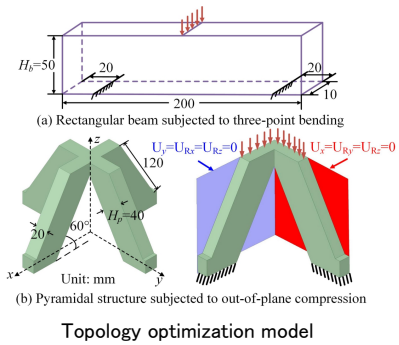 H_b=50
20
20
10
200
(a) Rectangular beam subjected to three-point bending
z
120
U_y=U_Rx=U_Rz=0
U_x=U_Ry=U_Rz=0
H_p=40
20
60°
x
y
Unit: mm
(b) Pyramidal structure subjected to out-of-plane compression
Topology optimization model